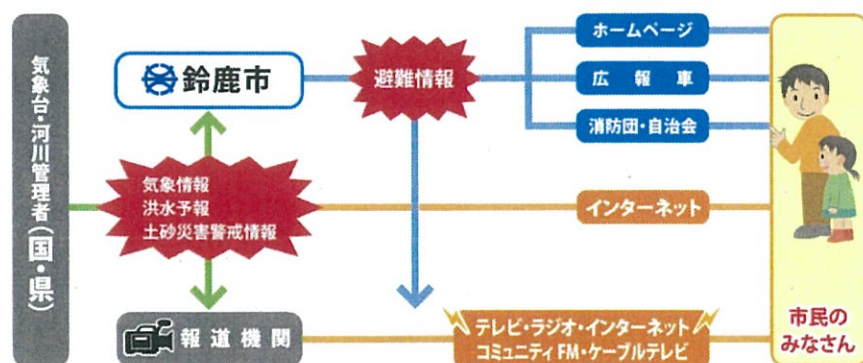 気象台・河川管理者(国・県)
鈴鹿市
気象情報
洪水予報
土砂災害警戒情報
報道機関
避難情報
ホームページ
広報車
消防団・自治会
インターネット
テレビ・ラジオ・インターネット
コミュニティFM・ケーブルテレビ
市民の
みなさん